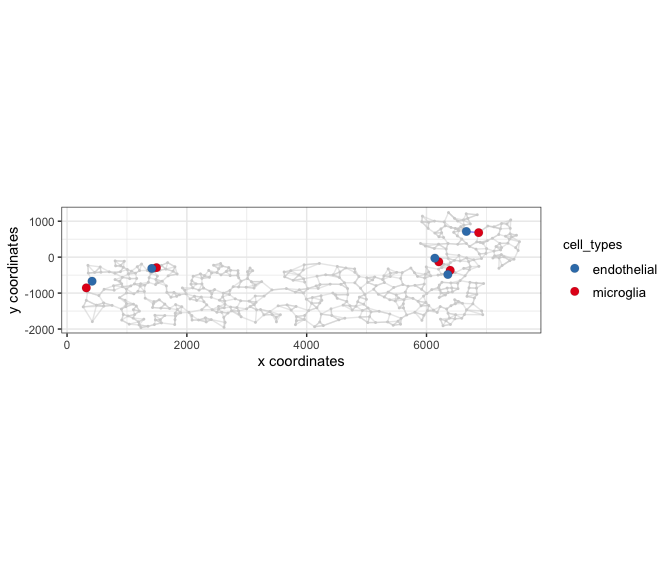 1000
0
-1000
-2000
y coordinates
0
2000
4000
6000
x coordinates
cell_types
endothelial
microglia